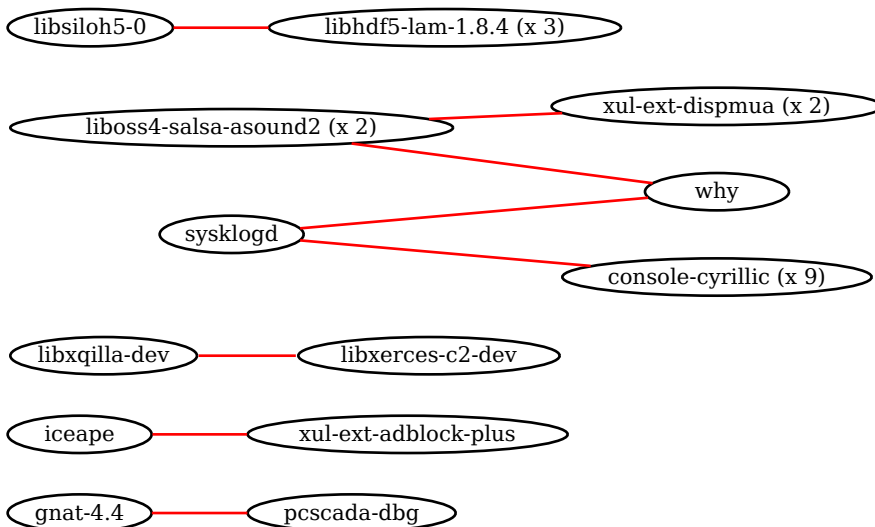 libsiloh5-0
libhdf5-lam-1.8.4 (x 3)
xul-ext-dispmua (x 2)
liboss4-salsa-asound2 (x 2)
why
sysklogd
console-cyrillic (x 9)
libxqilla-dev
libxerces-c2-dev
iceape
xul-ext-adblock-plus
gnat-4.4
pcscada-dbg